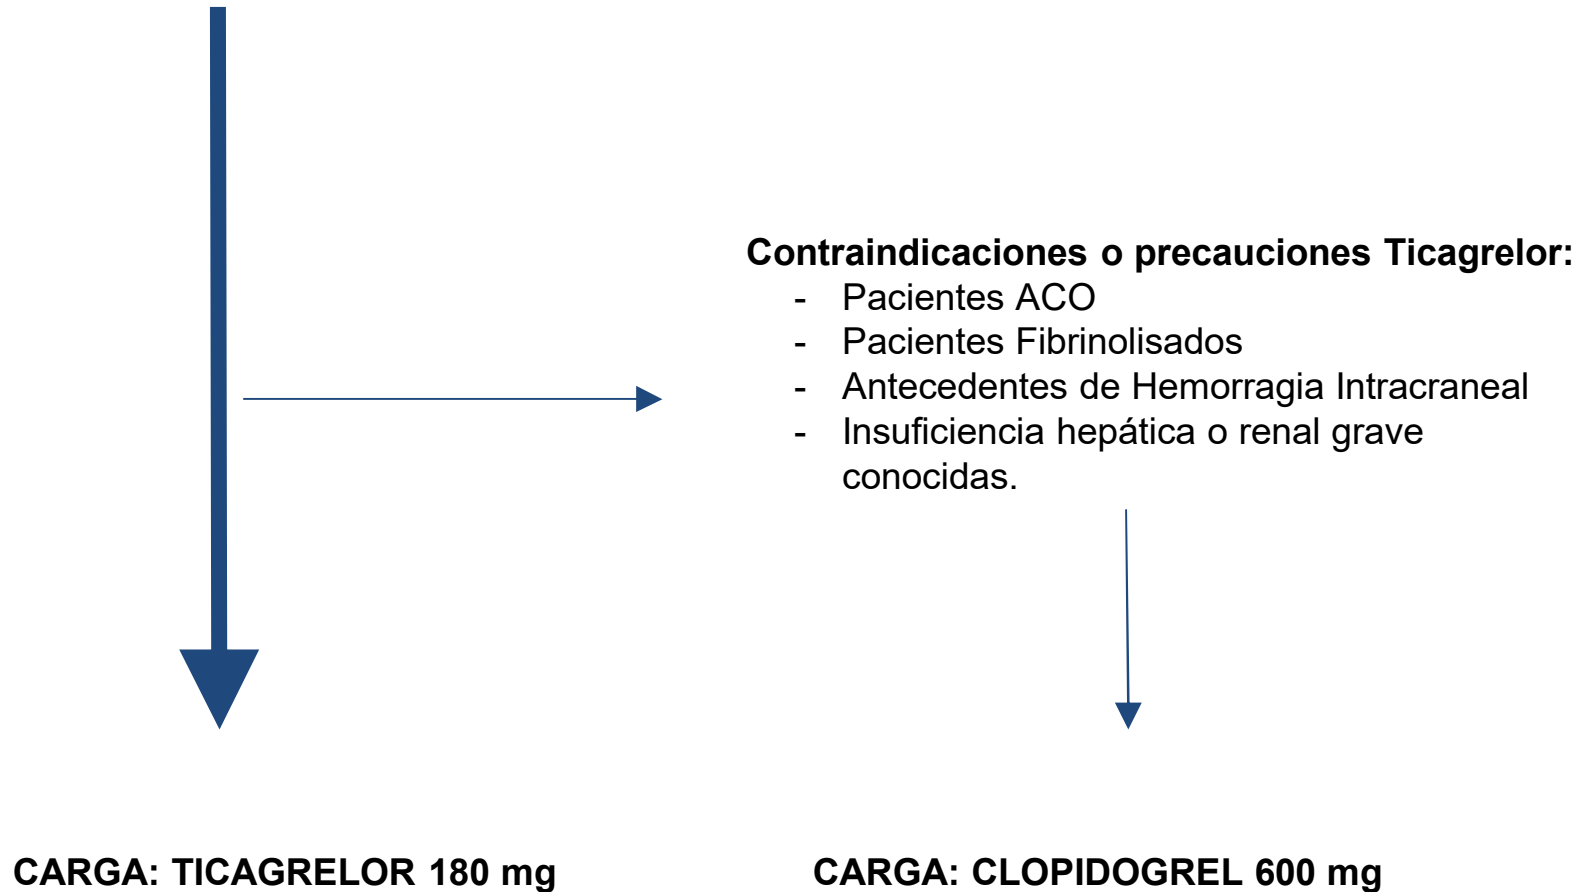 Contraindicaciones o precauciones Ticagrelor:
- Pacientes ACO
- Pacientes Fibrinolisados
- Antecedentes de Hemorragia Intracraneal
- Insuficiencia hepática o renal grave
conocidas.
CARGA: TICAGRELOR 180 mg
CARGA: CLOPIDOGREL 600 mg